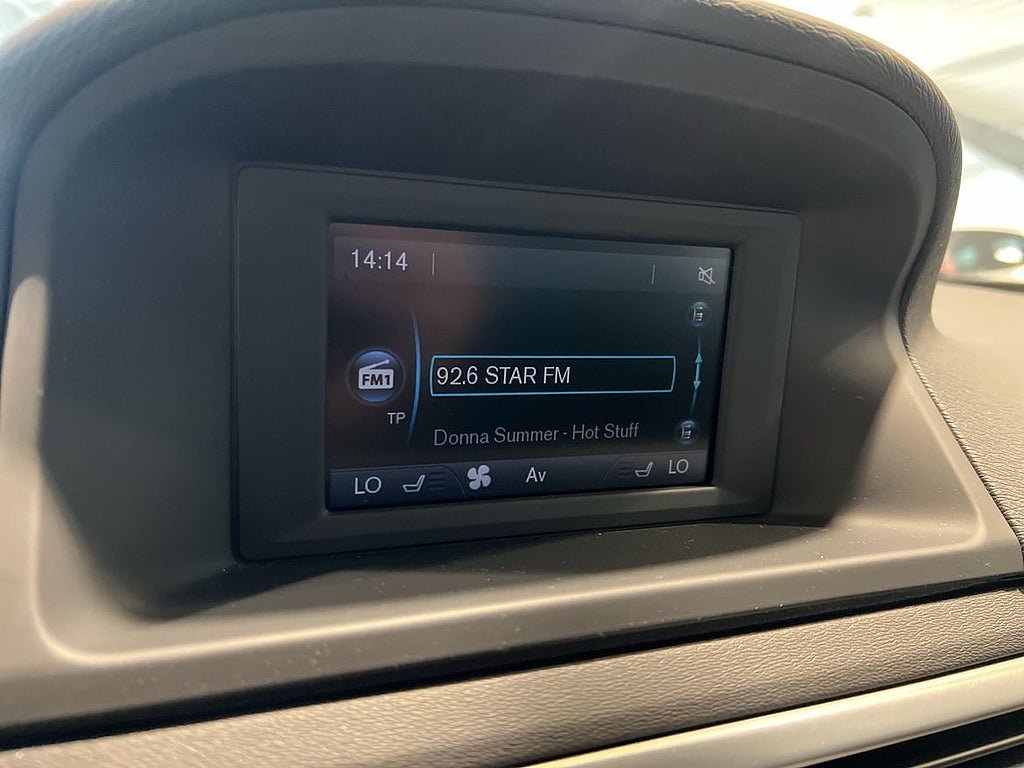 14:14
FM1
92.6 STAR FM
TP
Donna Summer - Hot Stuff
LO Av LO